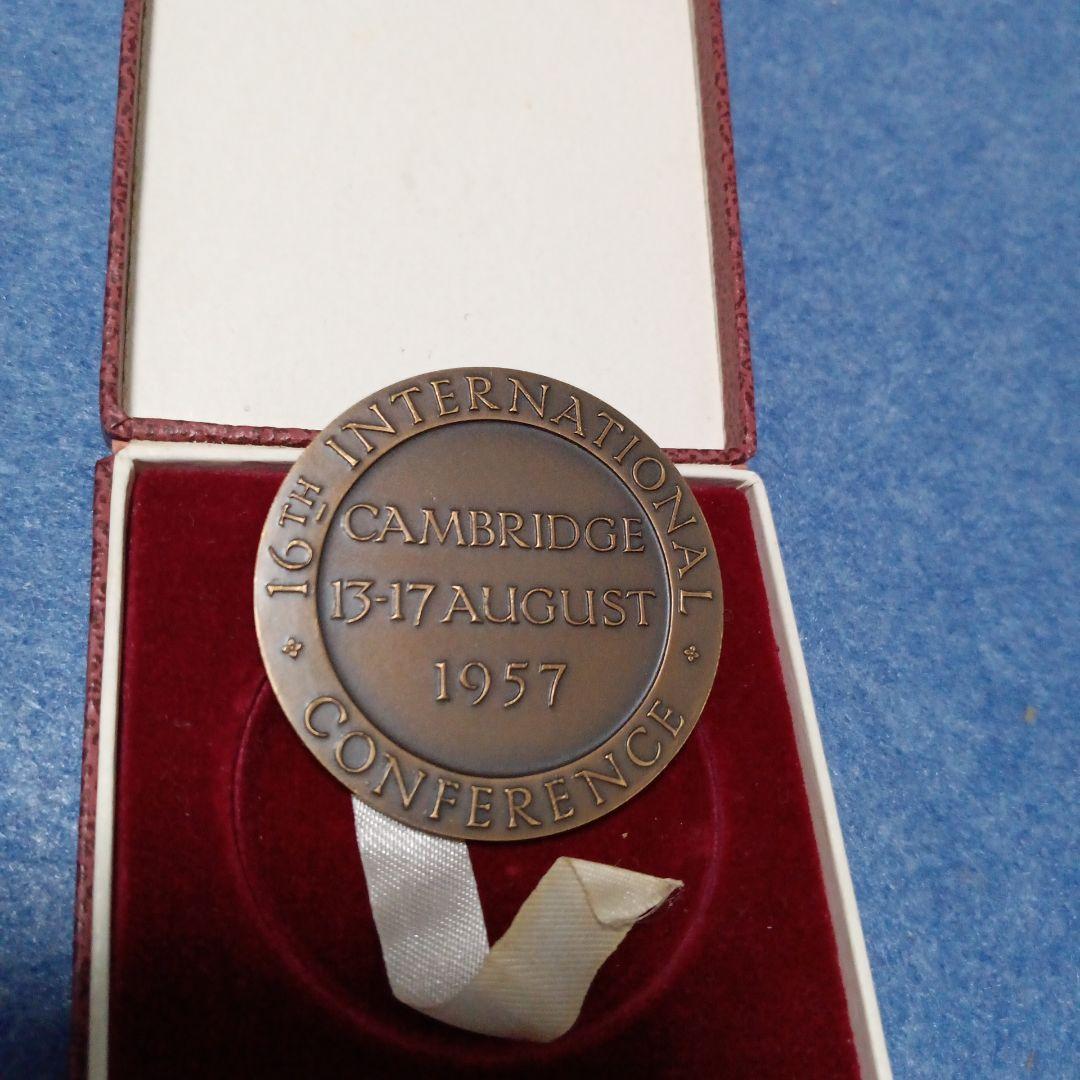 16TH INTERNATIONAL
CAMBRIDGE
13-17 AUGUST
1957
CONFERENCE